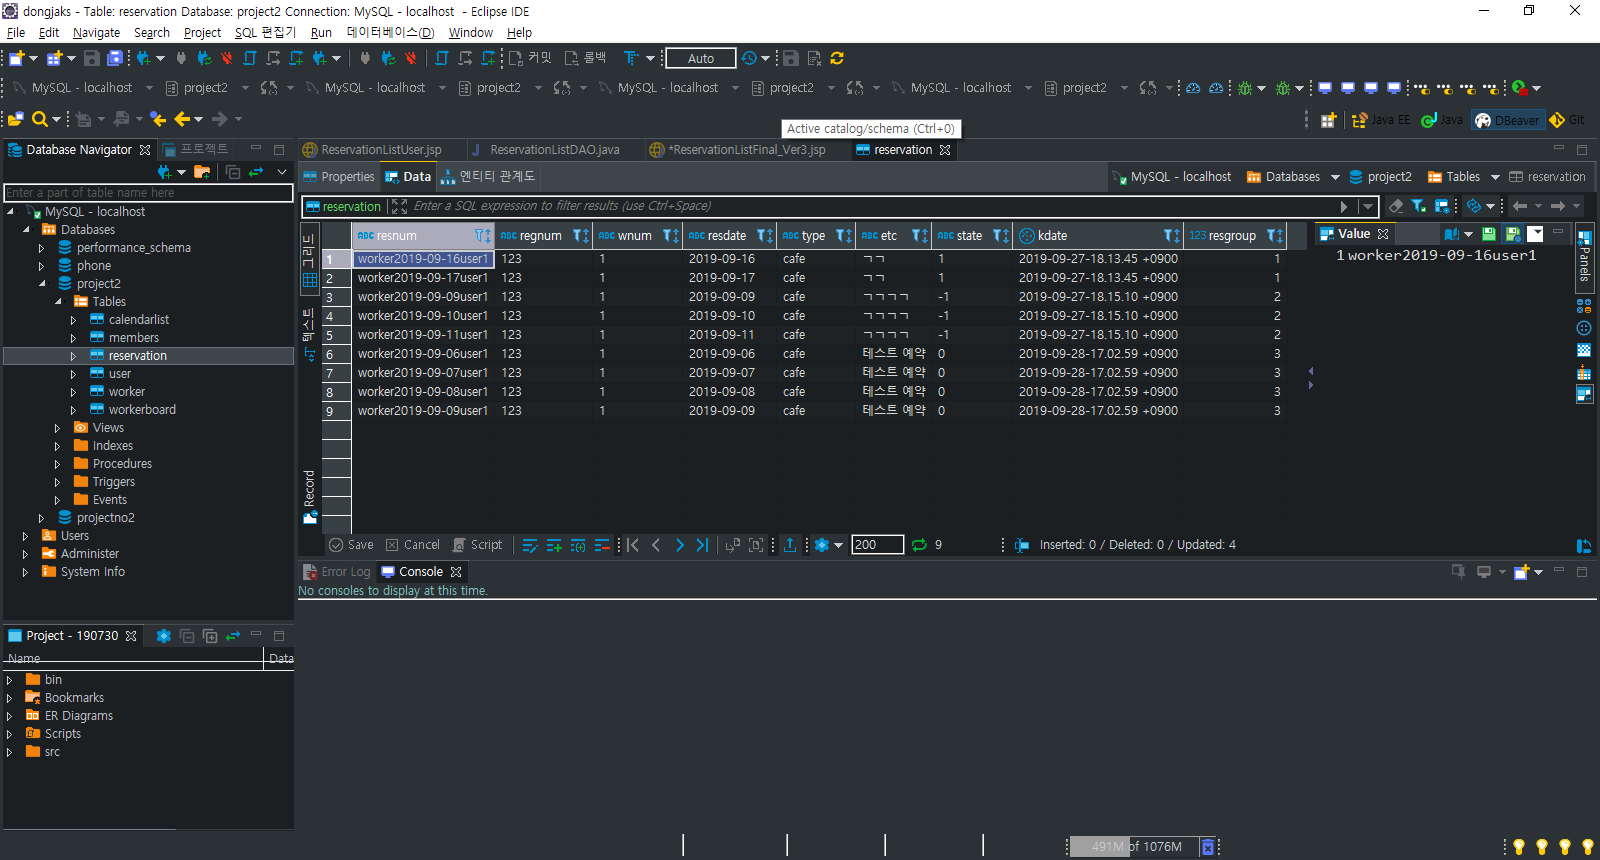 dongjaks - Table: reservation Database: project2 Connection: MySQL - localhost - Eclipse IDE
File Edit Navigate Search Project SQL 편집기 Run 데이터베이스(D) Window Help
커밋 롤백 Auto
MySQL - localhost project2 MySQL - localhost project2 MySQL - localhost project2 MySQL - localhost project2
Java EE Java DBeaver Git
Active catalog/schema (Ctrl+0)
Database Navigator 프로젝트
Enter a part of table name here
MySQL - localhost
Databases
performance_schema
phone
project2
Tables
calendarlist
members
reservation
user
worker
workerboard
Views
Indexes
Procedures
Triggers
Events
projectno2
Users
Administer
System Info
Project - 190730
Name Data
bin
Bookmarks
ER Diagrams
Scripts
src
ReservationListUser.jsp ReservationListDAO.java *ReservationListFinal_Ver3.jsp reservation
Properties Data 엔티티 관계도 MySQL - localhost Databases project2 Tables reservation
reservation Enter a SQL expression to filter results (use Ctrl+Space)
그리드
텍스트
Record
ABC resnum ABC regnum ABC wnum ABC resdate ABC type ABC etc ABC state kdate 123 resgroup
1 worker2019-09-16user1 123 1 2019-09-16 cafe ㄱㄱ 1 2019-09-27-18.13.45 +0900 1
2 worker2019-09-17user1 123 1 2019-09-17 cafe ㄱㄱ 1 2019-09-27-18.13.45 +0900 1
3 worker2019-09-09user1 123 1 2019-09-09 cafe ㄱㄱㄱㄱ -1 2019-09-27-18.15.10 +0900 2
4 worker2019-09-10user1 123 1 2019-09-10 cafe ㄱㄱㄱㄱ -1 2019-09-27-18.15.10 +0900 2
5 worker2019-09-11user1 123 1 2019-09-11 cafe ㄱㄱㄱㄱ -1 2019-09-27-18.15.10 +0900 2
6 worker2019-09-06user1 123 1 2019-09-06 cafe 테스트 예약 0 2019-09-28-17.02.59 +0900 3
7 worker2019-09-07user1 123 1 2019-09-07 cafe 테스트 예약 0 2019-09-28-17.02.59 +0900 3
8 worker2019-09-08user1 123 1 2019-09-08 cafe 테스트 예약 0 2019-09-28-17.02.59 +0900 3
9 worker2019-09-09user1 123 1 2019-09-09 cafe 테스트 예약 0 2019-09-28-17.02.59 +0900 3
Value
1 worker2019-09-16user1
Panels
Save Cancel Script 200 9 Inserted: 0 / Deleted: 0 / Updated: 4
Error Log Console
No consoles to display at this time.
491M of 1076M